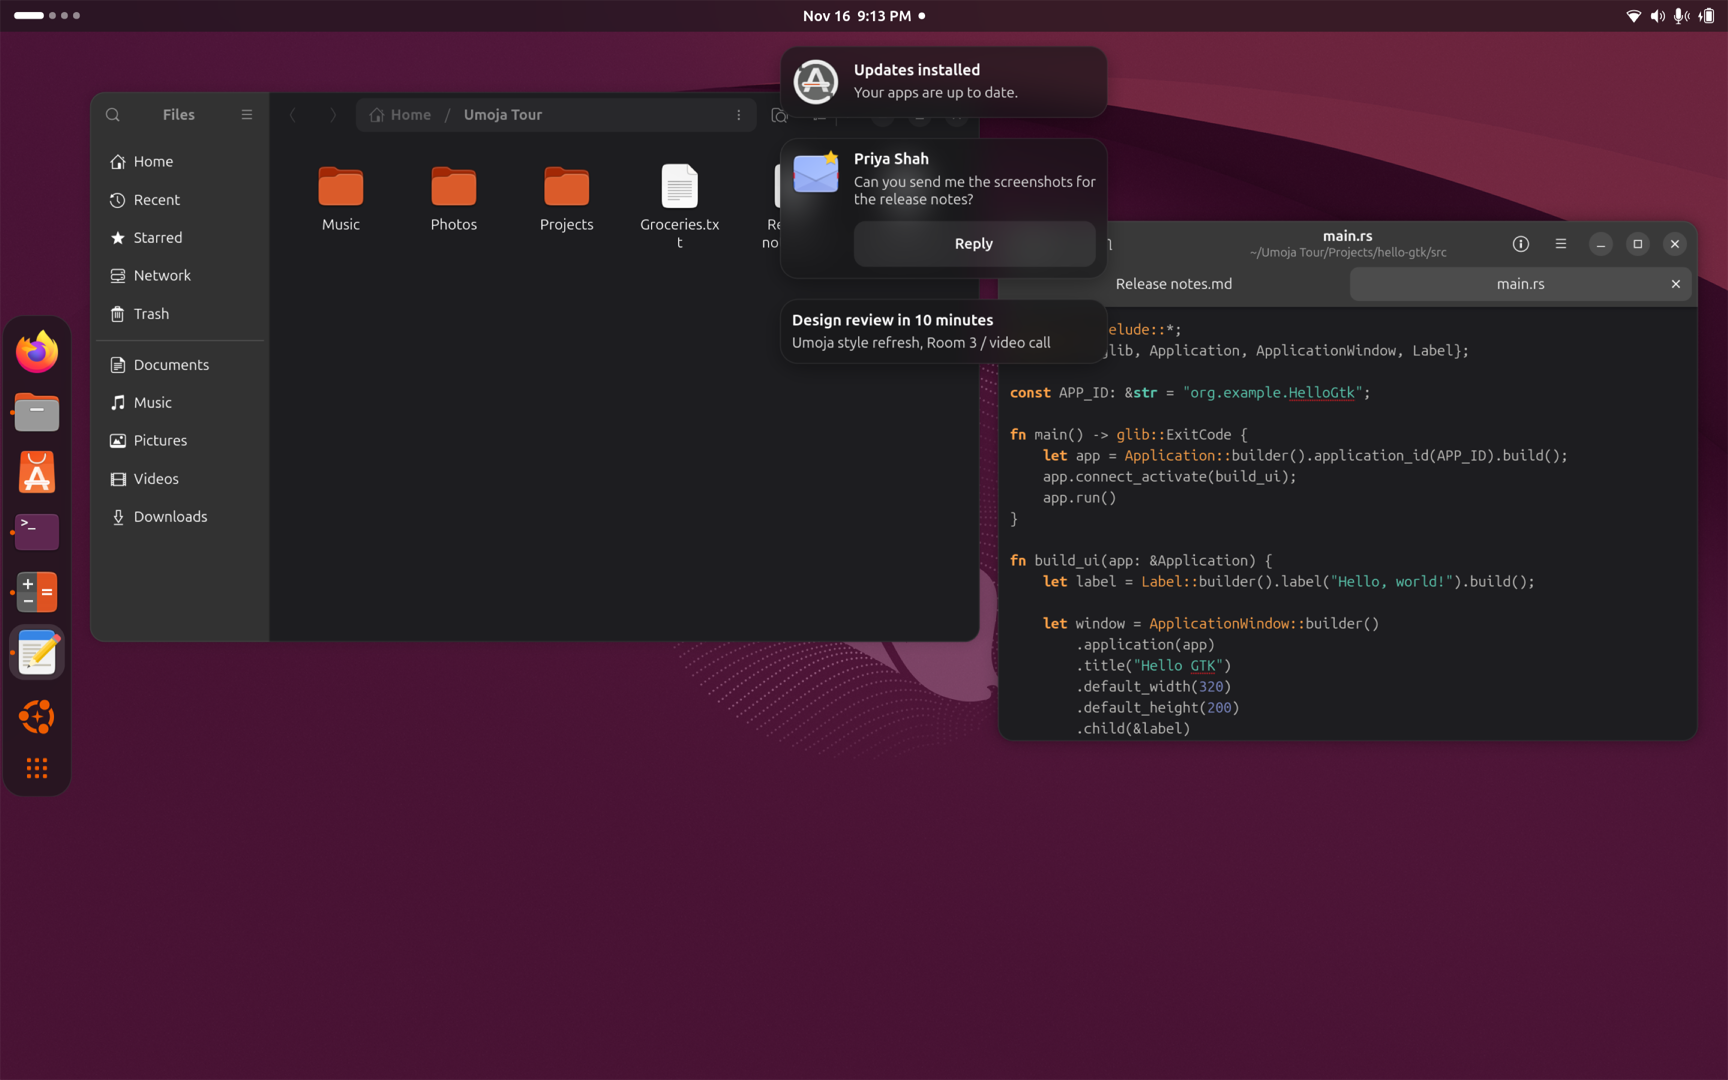 Nov 16 9:13 PM
Updates installed
Your apps are up to date.
Priya Shah
Can you send me the screenshots for
the release notes?
Reply
Design review in 10 minutes
Umoja style refresh, Room 3 / video call
Files
Home / Umoja Tour
Home
Recent
Starred
Network
Trash
Documents
Music
Pictures
Videos
Downloads
Music
Photos
Projects
Groceries.tx
t
Re
no
main.rs
~/Umoja Tour/Projects/hello-gtk/src
Release notes.md
main.rs
elude::*;
glib, Application, ApplicationWindow, Label};
const APP_ID: &str = "org.example.HelloGtk";
fn main() -> glib::ExitCode {
let app = Application::builder().application_id(APP_ID).build();
app.connect_activate(build_ui);
app.run()
}
fn build_ui(app: &Application) {
let label = Label::builder().label("Hello, world!").build();
let window = ApplicationWindow::builder()
.application(app)
.title("Hello GTK")
.default_width(320)
.default_height(200)
.child(&label)